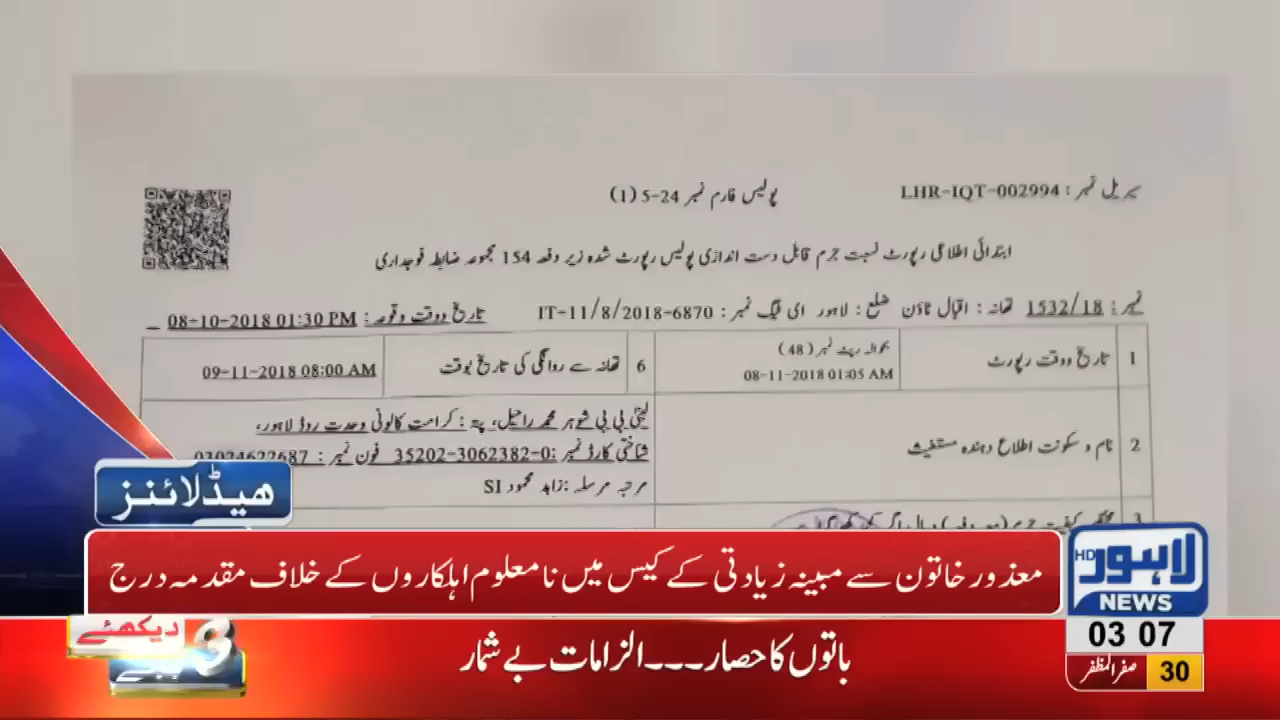 سیریل نمبر : LHR-IQT-002994
پولیس فارم نمبر 24-5 (1)
ابتدائی اطلاعی رپورٹ نسبت جرم قابل دست اندازی پولیس رپورٹ شدہ زیر دفعہ 154 مجموعہ ضابطہ فوجداری
نمبر : 1532/18 تھانہ : اقبال ٹاؤن ضلع : لاہور ای ٹیگ نمبر : IT-11/8/2018-6870
تاریخ ووقت وقوعہ : 08-10-2018 01:30 PM
1 تاریخ ووقت رپورٹ
بحوالہ رپٹ نمبر ( 48 )
08-11-2018 01:05 AM
6 تھانہ سے روانگی کی تاریخ بوقت
09-11-2018 08:00 AM
2 نام و سکونت اطلاع دہندہ مستغیث
لبنیٰ بی بی شوہر محمد راحیل، پتہ : کرامت کالونی وحدت روڈ لاہور،
شناختی کارڈ نمبر :0-3062382-35202 فون نمبر : 03024622687
مرتبہ مرسلہ :زاہد محمود SI
3
ھیڈلائنز
معذور خاتون سے مبینہ زیادتی کے کیس میں نامعلوم اہلکاروں کے خلاف مقدمہ درج
لاہور HD
NEWS
03 07
30 صفر المظفر
دیکھئے
8 بجے
باتوں کا حصار۔۔۔الزامات بے شمار